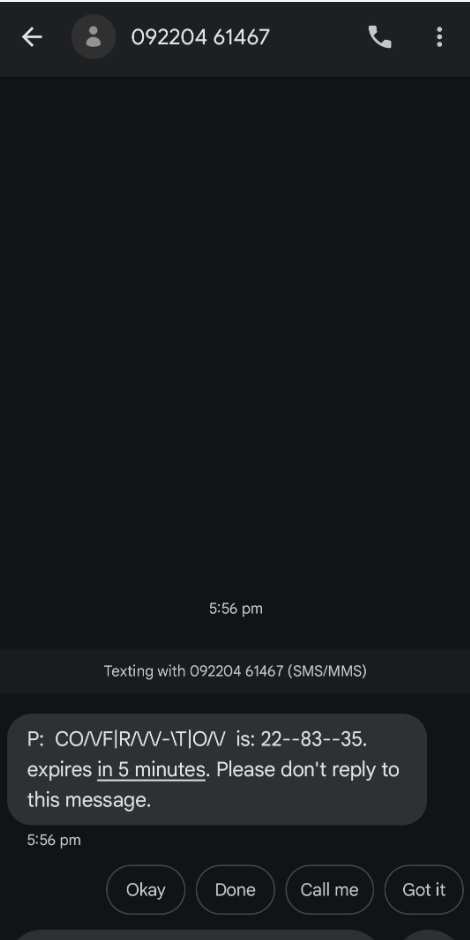 092204 61467
5:56 pm
Texting with 092204 61467 (SMS/MMS)
P:  CO/V/F|R/V/V-\T|O/V  is: 22--83--35.
expires in 5 minutes. Please don't reply to
this message.
5:56 pm
Okay Done Call me Got it